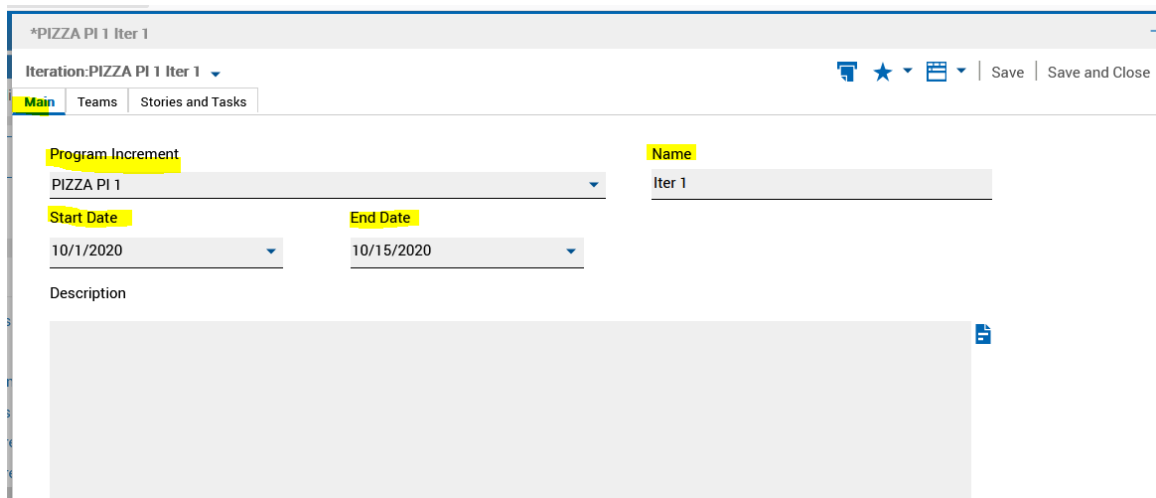 *PIZZA PI 1 Iter 1
Iteration:PIZZA PI 1 Iter 1
Save
Save and Close
Main
Teams
Stories and Tasks
Program Increment
Name
PIZZA PI 1
Iter 1
Start Date
End Date
10/1/2020
10/15/2020
Description